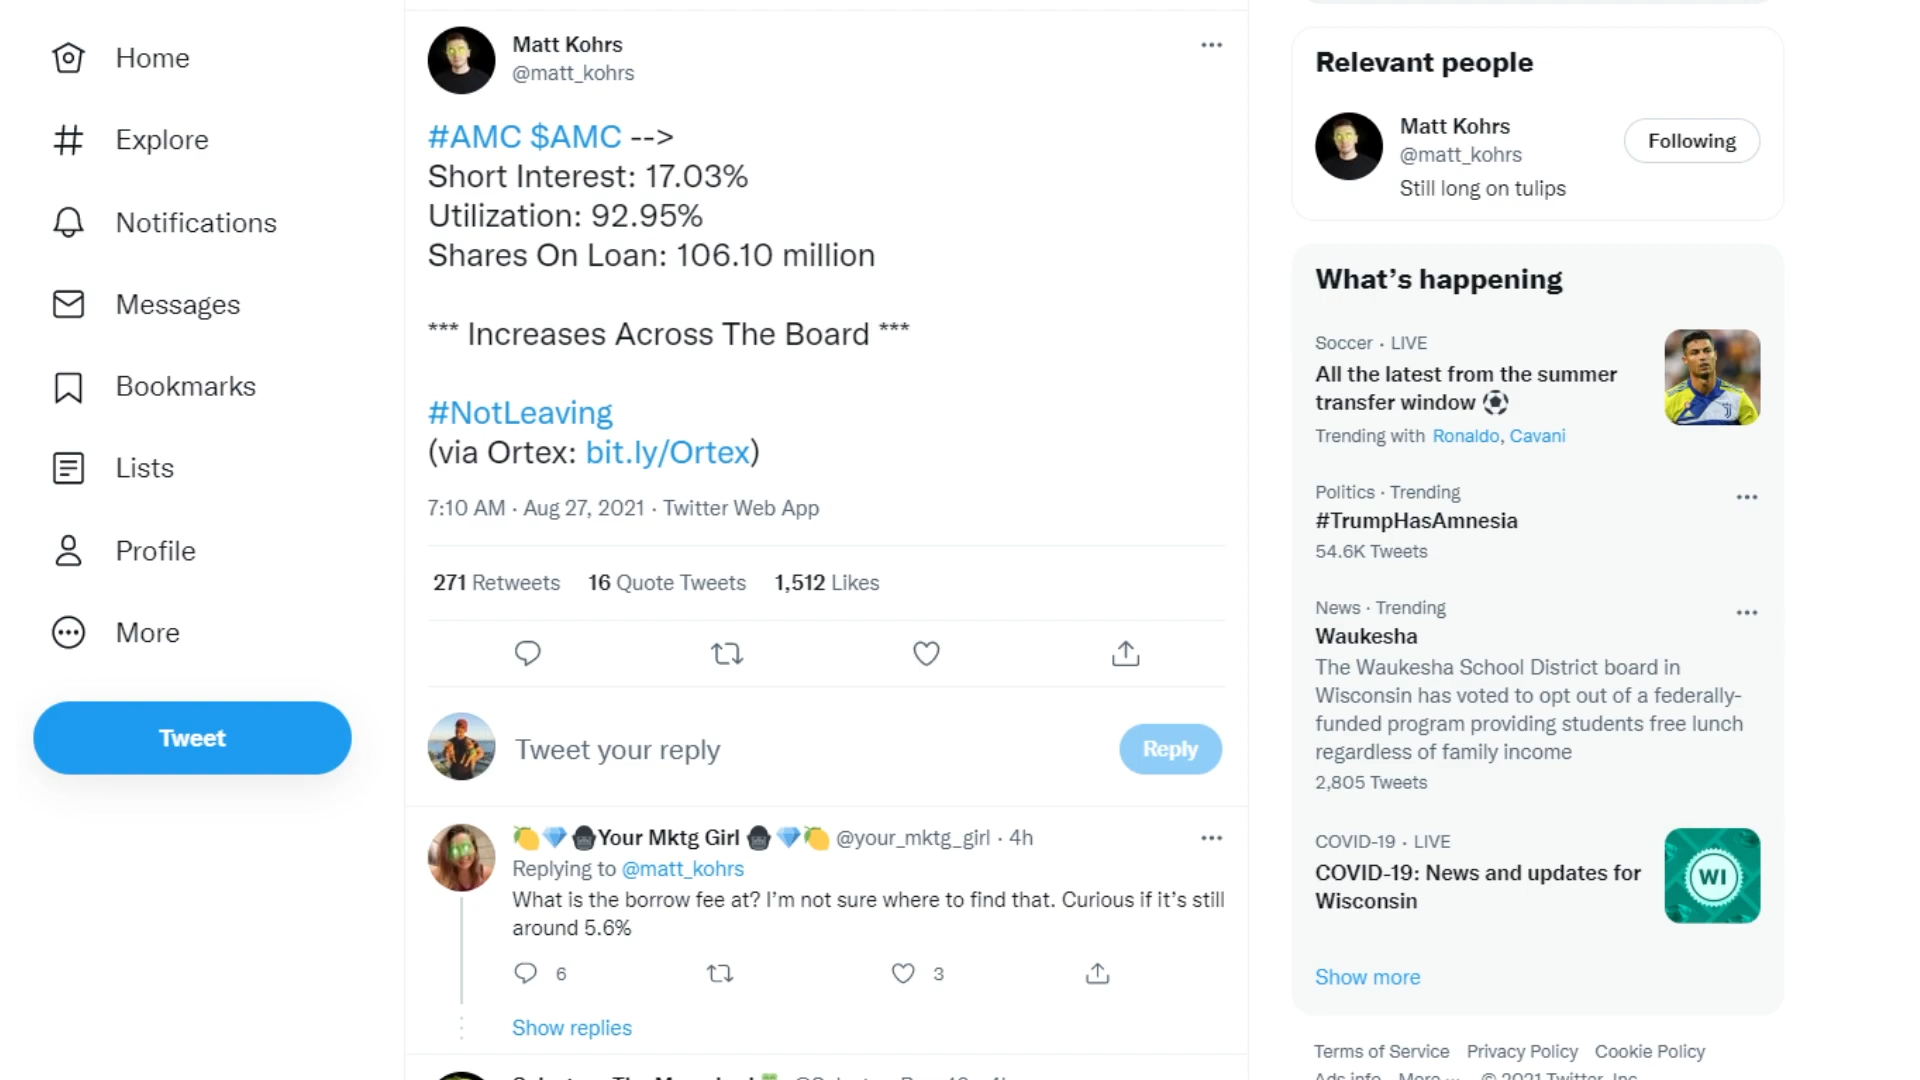 Home
Explore
Notifications
Messages
Bookmarks
Lists
Profile
More
Tweet
Matt Kohrs
@matt_kohrs
#AMC $AMC -->
Short Interest: 17.03%
Utilization: 92.95%
Shares On Loan: 106.10 million
*** Increases Across The Board ***
#NotLeaving
(via Ortex: bit.ly/Ortex)
7:10 AM · Aug 27, 2021 · Twitter Web App
271 Retweets 16 Quote Tweets 1,512 Likes
Tweet your reply
Reply
🍋💎🍿Your Mktg Girl🍿💎🍋 @your_mktg_girl · 4h
Replying to @matt_kohrs
What is the borrow fee at? I’m not sure where to find that. Curious if it’s still
around 5.6%
6
3
Show replies
Relevant people
Matt Kohrs
@matt_kohrs
Following
Still long on tulips
What’s happening
Soccer · LIVE
All the latest from the summer
transfer window ⚽
Trending with Ronaldo, Cavani
Politics · Trending
#TrumpHasAmnesia
54.6K Tweets
News · Trending
Waukesha
The Waukesha School District board in
Wisconsin has voted to opt out of a federally-
funded program providing students free lunch
regardless of family income
2,805 Tweets
COVID-19 · LIVE
COVID-19: News and updates for
Wisconsin
WI
Show more
Terms of Service Privacy Policy Cookie Policy
Ads info More ··· © 2021 Twitter, Inc.